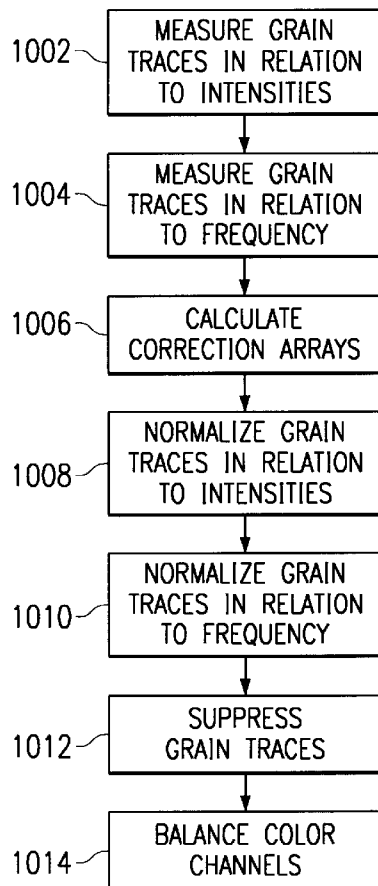 1002
MEASURE GRAIN
TRACES IN RELATION
TO INTENSITIES
1004
MEASURE GRAIN
TRACES IN RELATION
TO FREQUENCY
1006
CALCULATE
CORRECTION ARRAYS
1008
NORMALIZE GRAIN
TRACES IN RELATION
TO INTENSITIES
1010
NORMALIZE GRAIN
TRACES IN RELATION
TO FREQUENCY
1012
SUPPRESS
GRAIN TRACES
1014
BALANCE COLOR
CHANNELS